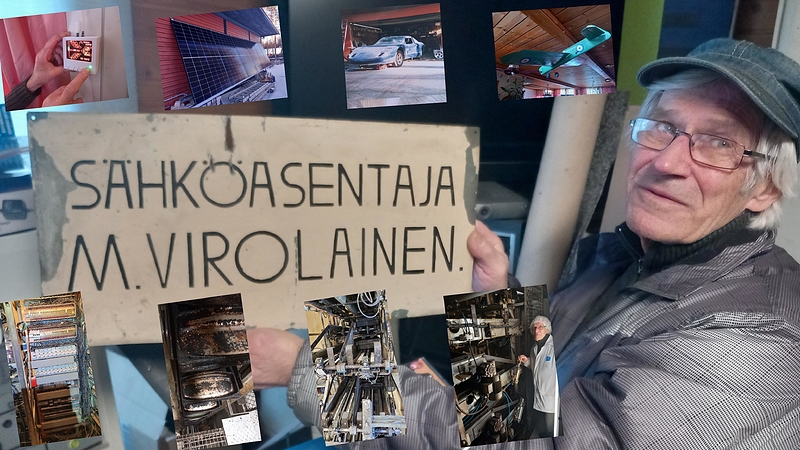 SÄHKÖASENTAJA
M. VIROLAINEN.